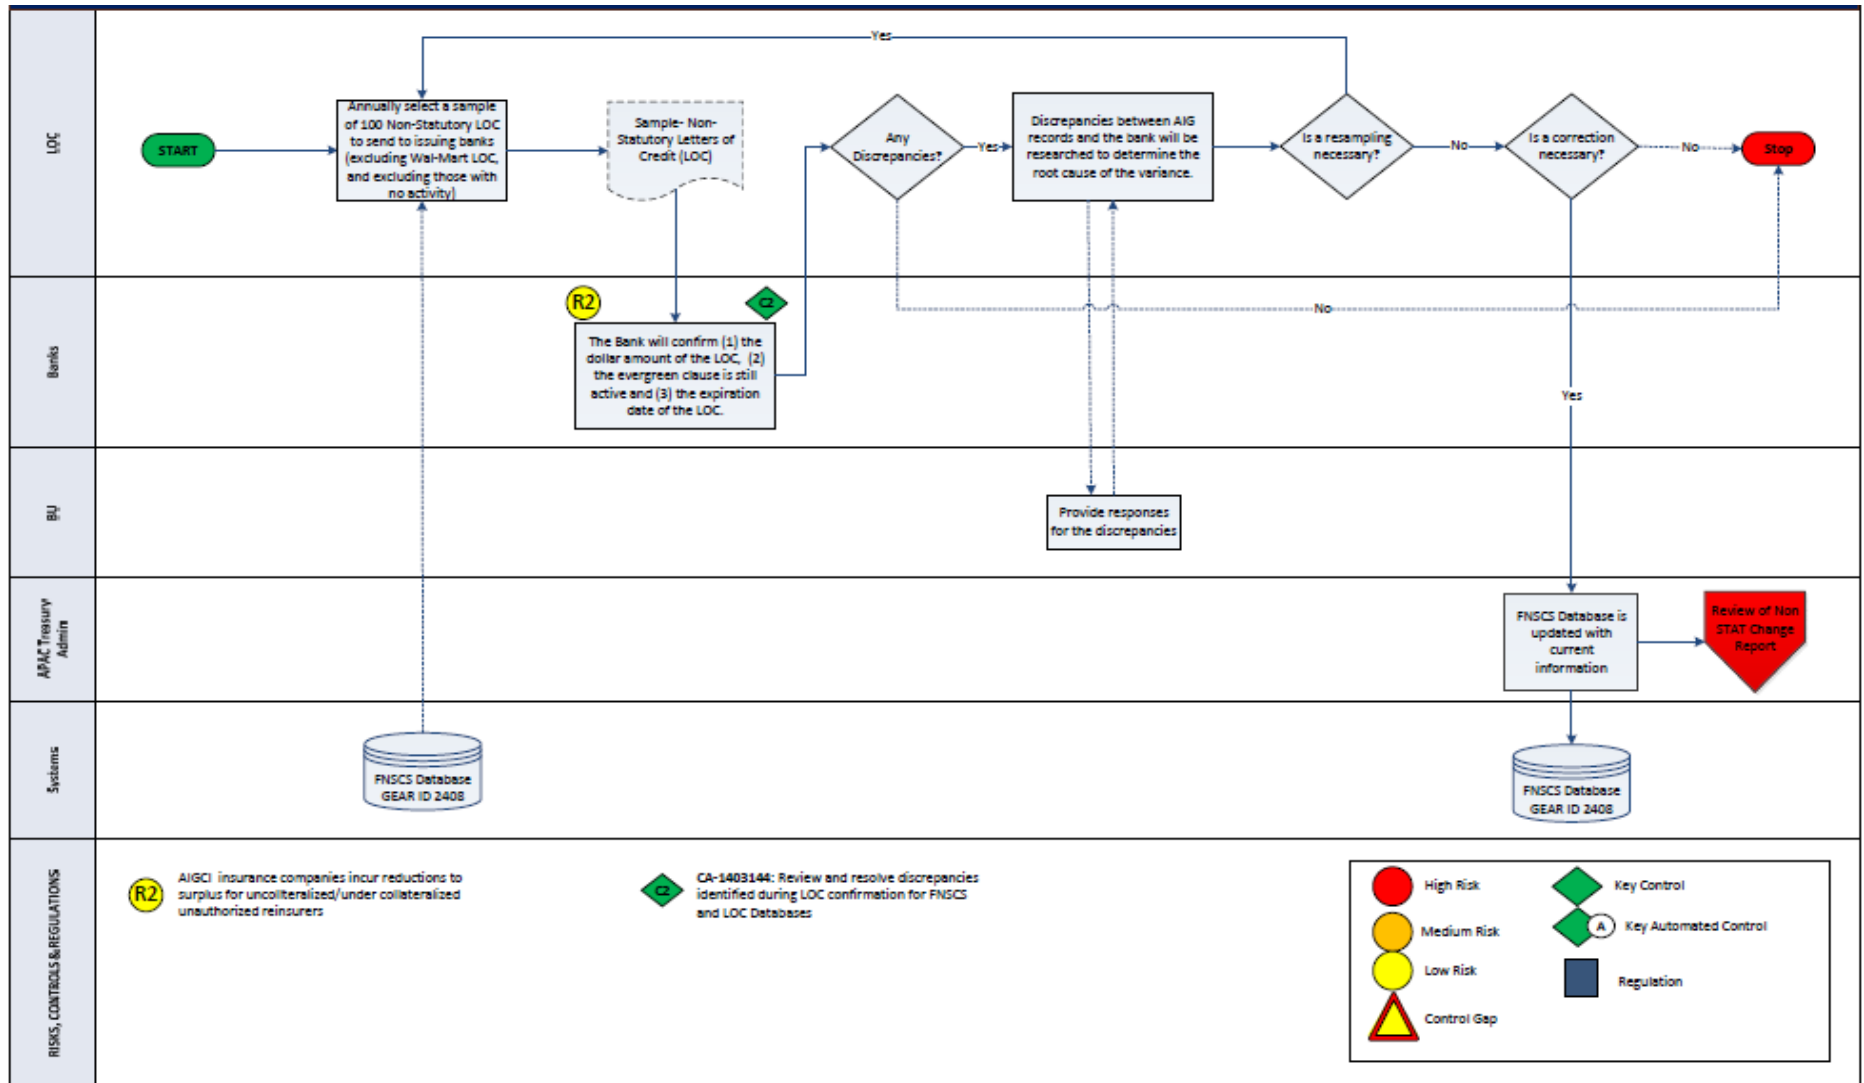 LOC
START
Annually select a sample
of 100 Non-Statutory LOC
to send to issuing banks
(excluding Wal-Mart LOC,
and excluding those with
no activity)
Sample- Non-
Statutory Letters of
Credit (LOC)
Any
Discrepancies?
Yes
Discrepancies between AIG
records and the bank will be
researched to determine the
root cause of the variance.
Yes
Is a resampling
necessary?
No
Is a correction
necessary?
No
Stop
Banks
R2
C2
The Bank will confirm (1) the
dollar amount of the LOC, (2)
the evergreen clause is still
active and (3) the expiration
date of the LOC.
No
Yes
BU
Provide responses
for the discrepancies
APAC Treasury
Admin
FNSCS Database is
updated with
current
information
Review of Non
STAT Change
Report
Systems
FNSCS Database
GEAR ID 2408
FNSCS Database
GEAR ID 2408
RISKS, CONTROLS & REGULATIONS
R2
AIGCI insurance companies incur reductions to
surplus for uncolliteralized/under collateralized
unauthorized reinsurers
C2
CA-1403144: Review and resolve discrepancies
identified during LOC confirmation for FNSCS
and LOC Databases
High Risk
Key Control
Medium Risk
A
Key Automated Control
Low Risk
Regulation
Control Gap